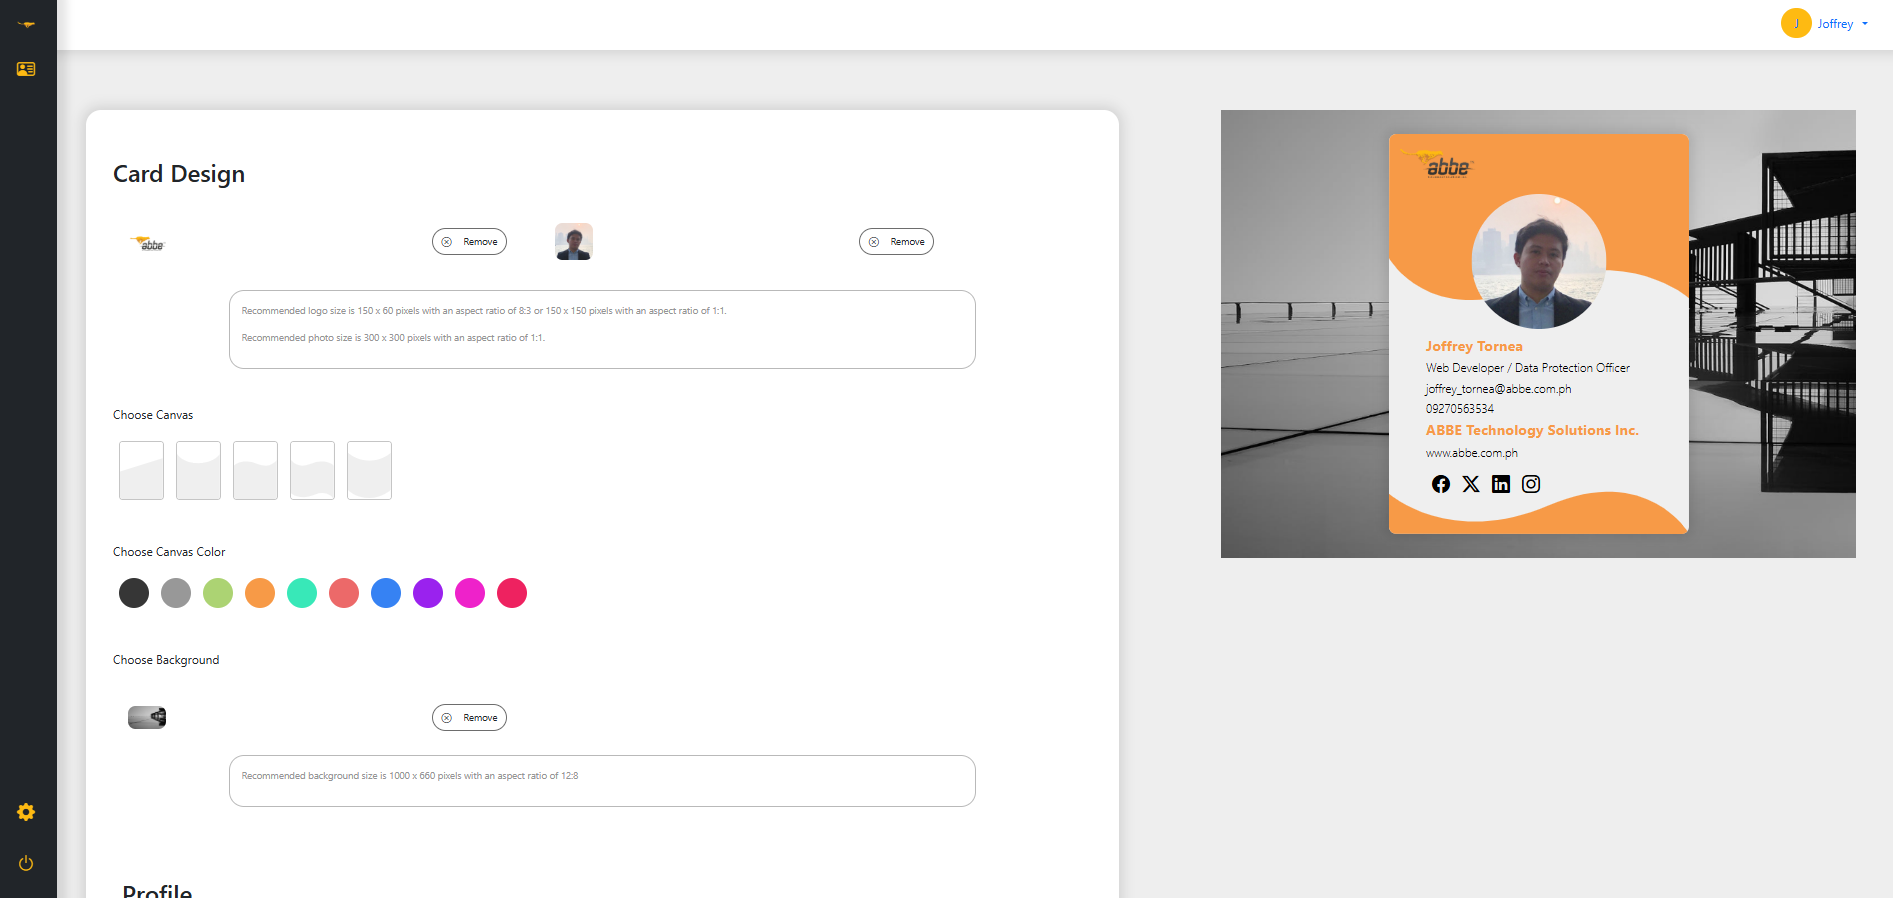 J Joffrey
Card Design
abbe
Remove
Remove
Recommended logo size is 150 x 60 pixels with an aspect ratio of 8:3 or 150 x 150 pixels with an aspect ratio of 1:1.
Recommended photo size is 300 x 300 pixels with an aspect ratio of 1:1.
Choose Canvas
Choose Canvas Color
Choose Background
Remove
Recommended background size is 1000 x 660 pixels with an aspect ratio of 12:8
Profile
abbe
Joffrey Tornea
Web Developer / Data Protection Officer
joffrey_tornea@abbe.com.ph
09270563534
ABBE Technology Solutions Inc.
www.abbe.com.ph